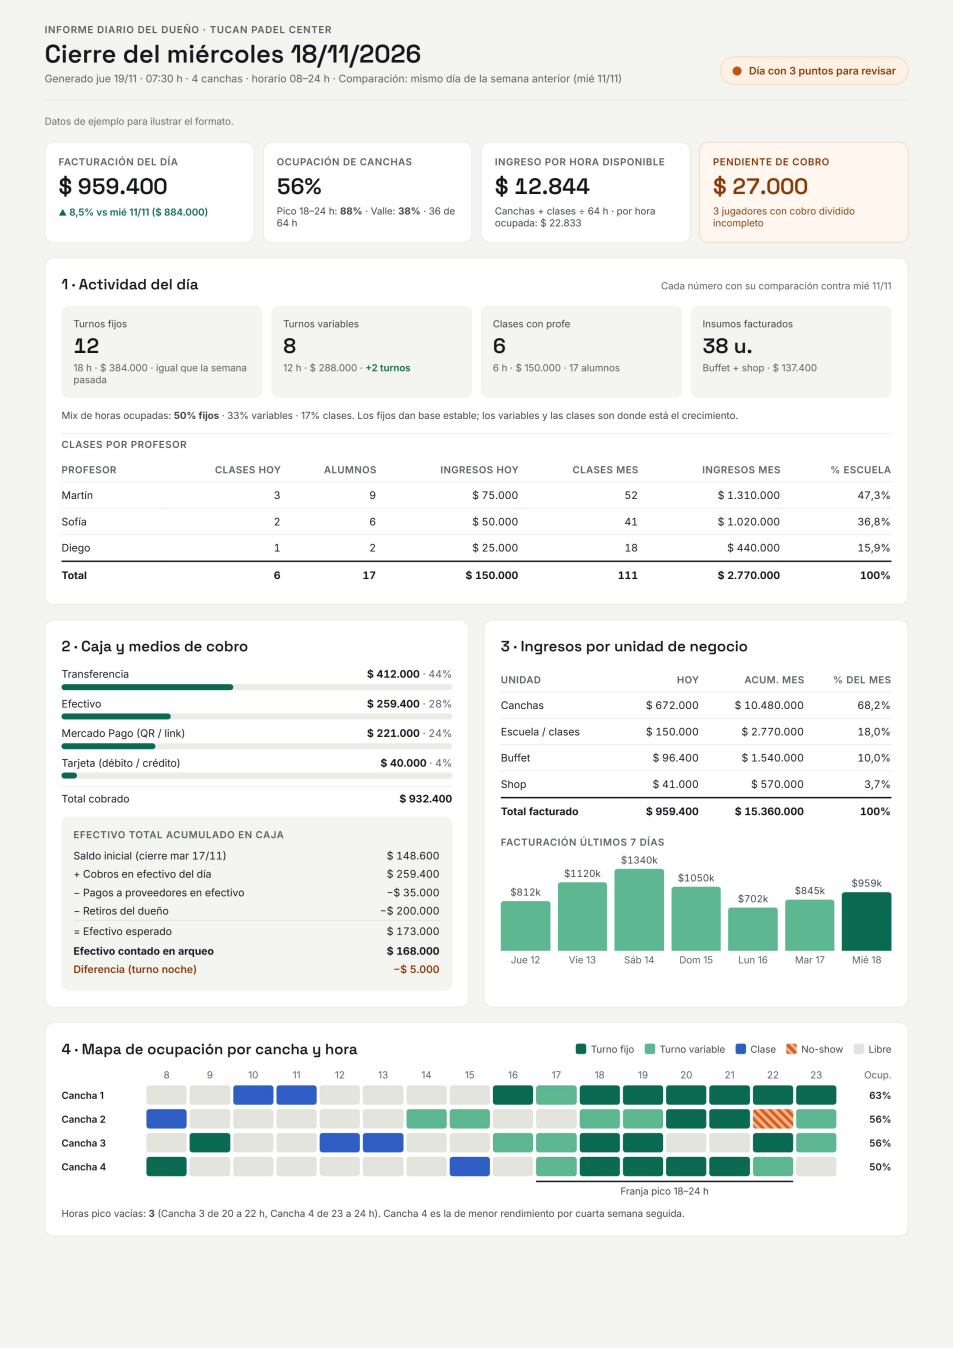 INFORME DIARIO DEL DUEÑO · TUCAN PADEL CENTER
Cierre del miércoles 18/11/2026
Generado jue 19/11 · 07:30 h · 4 canchas · horario 08–24 h · Comparación: mismo día de la semana anterior (mié 11/11)
Día con 3 puntos para revisar
Datos de ejemplo para ilustrar el formato.
FACTURACIÓN DEL DÍA
$ 959.400
▲ 8,5% vs mié 11/11 ($ 884.000)
OCUPACIÓN DE CANCHAS
56%
Pico 18–24 h: 88% · Valle: 38% · 36 de
64 h
INGRESO POR HORA DISPONIBLE
$ 12.844
Canchas + clases ÷ 64 h · por hora
ocupada: $ 22.833
PENDIENTE DE COBRO
$ 27.000
3 jugadores con cobro dividido
incompleto
1 · Actividad del día
Cada número con su comparación contra mié 11/11
Turnos fijos
12
18 h · $ 384.000 · igual que la semana
pasada
Turnos variables
8
12 h · $ 288.000 · +2 turnos
Clases con profe
6
6 h · $ 150.000 · 17 alumnos
Insumos facturados
38 u.
Buffet + shop · $ 137.400
Mix de horas ocupadas: 50% fijos · 33% variables · 17% clases. Los fijos dan base estable; los variables y las clases son donde está el crecimiento.
CLASES POR PROFESOR
PROFESOR CLASES HOY ALUMNOS INGRESOS HOY CLASES MES INGRESOS MES % ESCUELA
Martín 3 9 $ 75.000 52 $ 1.310.000 47,3%
Sofía 2 6 $ 50.000 41 $ 1.020.000 36,8%
Diego 1 2 $ 25.000 18 $ 440.000 15,9%
Total 6 17 $ 150.000 111 $ 2.770.000 100%
2 · Caja y medios de cobro
Transferencia $ 412.000 · 44%
Efectivo $ 259.400 · 28%
Mercado Pago (QR / link) $ 221.000 · 24%
Tarjeta (débito / crédito) $ 40.000 · 4%
Total cobrado $ 932.400
EFECTIVO TOTAL ACUMULADO EN CAJA
Saldo inicial (cierre mar 17/11) $ 148.600
+ Cobros en efectivo del día $ 259.400
− Pagos a proveedores en efectivo −$ 35.000
− Retiros del dueño −$ 200.000
= Efectivo esperado $ 173.000
Efectivo contado en arqueo $ 168.000
Diferencia (turno noche) −$ 5.000
3 · Ingresos por unidad de negocio
UNIDAD HOY ACUM. MES % DEL MES
Canchas $ 672.000 $ 10.480.000 68,2%
Escuela / clases $ 150.000 $ 2.770.000 18,0%
Buffet $ 96.400 $ 1.540.000 10,0%
Shop $ 41.000 $ 570.000 3,7%
Total facturado $ 959.400 $ 15.360.000 100%
FACTURACIÓN ÚLTIMOS 7 DÍAS
$812k $1120k $1340k $1050k $702k $845k $959k
Jue 12 Vie 13 Sáb 14 Dom 15 Lun 16 Mar 17 Mié 18
4 · Mapa de ocupación por cancha y hora
Turno fijo Turno variable Clase No-show Libre
8 9 10 11 12 13 14 15 16 17 18 19 20 21 22 23 Ocup.
Cancha 1 63%
Cancha 2 56%
Cancha 3 56%
Cancha 4 50%
Franja pico 18–24 h
Horas pico vacías: 3 (Cancha 3 de 20 a 22 h, Cancha 4 de 23 a 24 h). Cancha 4 es la de menor rendimiento por cuarta semana seguida.